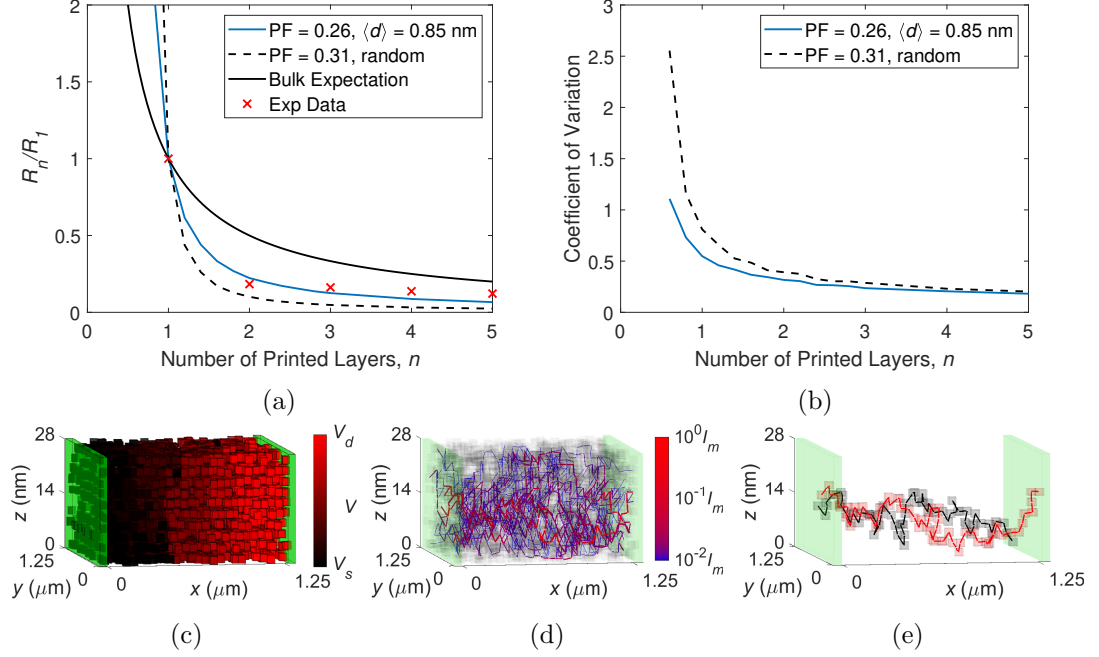 2
1.5
1
0.5
0
0 1 2 3 4 5
R_n/R_1
Number of Printed Layers, n
PF = 0.26, ⟨d⟩ = 0.85 nm
PF = 0.31, random
Bulk Expectation
Exp Data
(a)
3
2.5
2
1.5
1
0.5
0
0 1.0 2 3 4 5
Coefficient of Variation
Number of Printed Layers, n
PF = 0.26, ⟨d⟩ = 0.85 nm
PF = 0.31, random
(b)
28
14
0
z (nm)
1.25
0
y (μm)
0
x (μm)
1.25
V_d
V
V_s
(c)
28
14
0
z (nm)
1.25
0
y (μm)
0
x (μm)
1.25
10^0 I_m
10^-1 I_m
10^-2 I_m
(d)
28
14
0
z (nm)
1.25
0
y (μm)
0
x (μm)
1.25
(e)